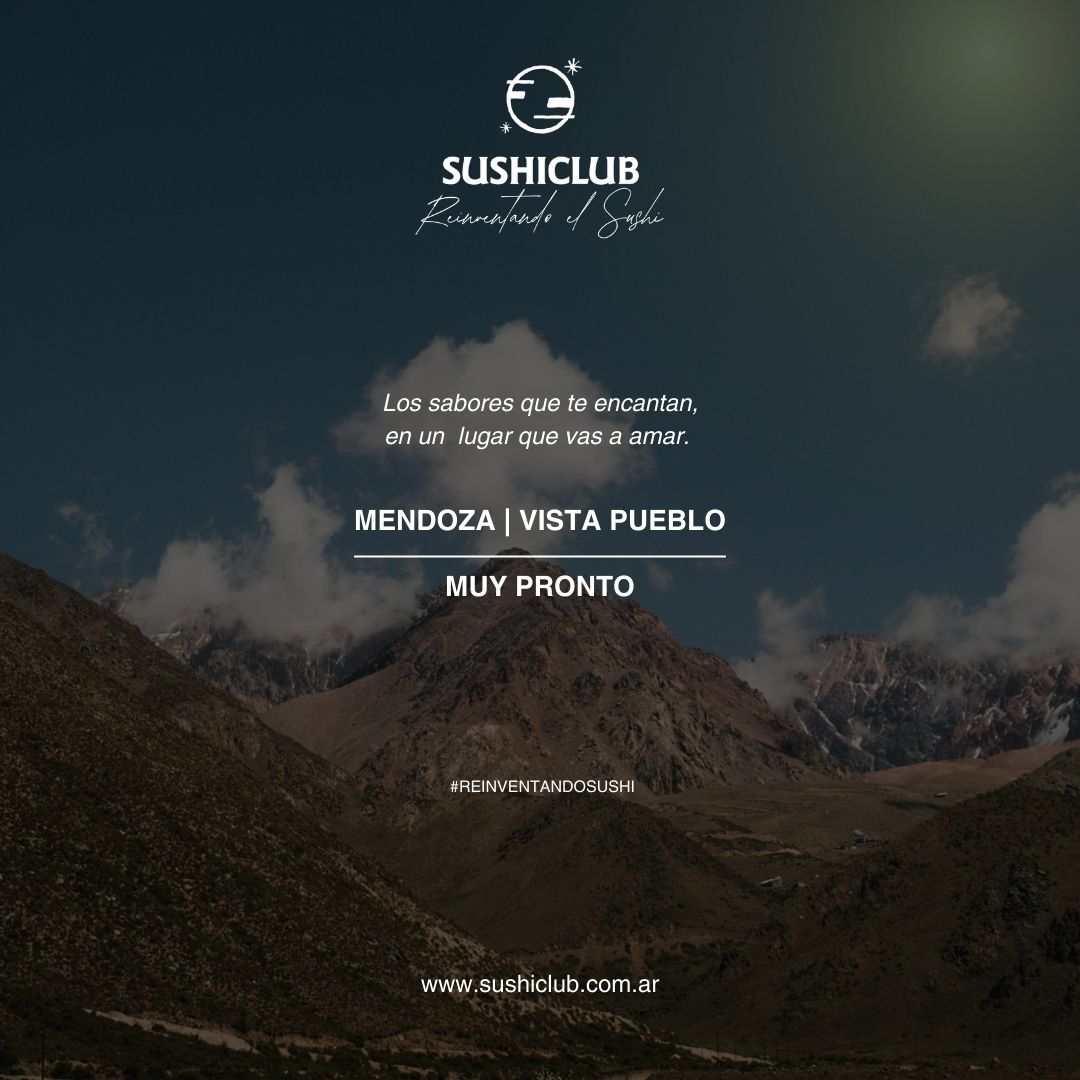 SUSHICLUB
Reinventando el Sushi
Los sabores que te encantan,
en un lugar que vas a amar.
MENDOZA | VISTA PUEBLO
MUY PRONTO
#REINVENTANDOSUSHI
www.sushiclub.com.ar